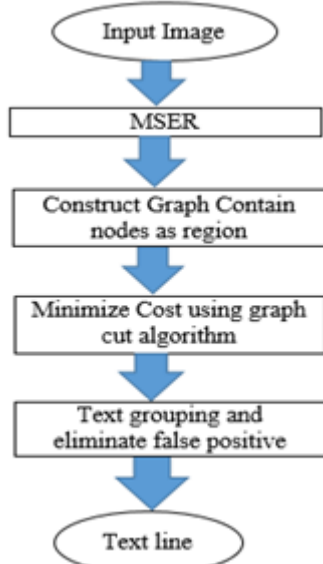 Input Image
MSER
Construct Graph Contain
nodes as region
Minimize Cost using graph
cut algorithm
Text grouping and
eliminate false positive
Text line